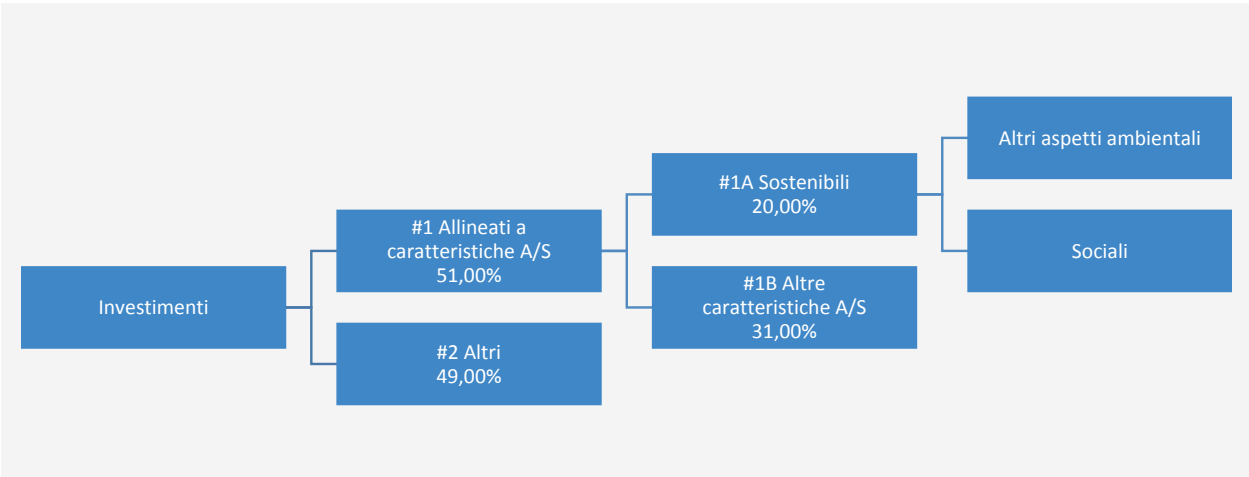 Investimenti
#1 Allineati a
caratteristiche A/S
51,00%
#2 Altri
49,00%
#1A Sostenibili
20,00%
#1B Altre
caratteristiche A/S
31,00%
Altri aspetti ambientali
Sociali